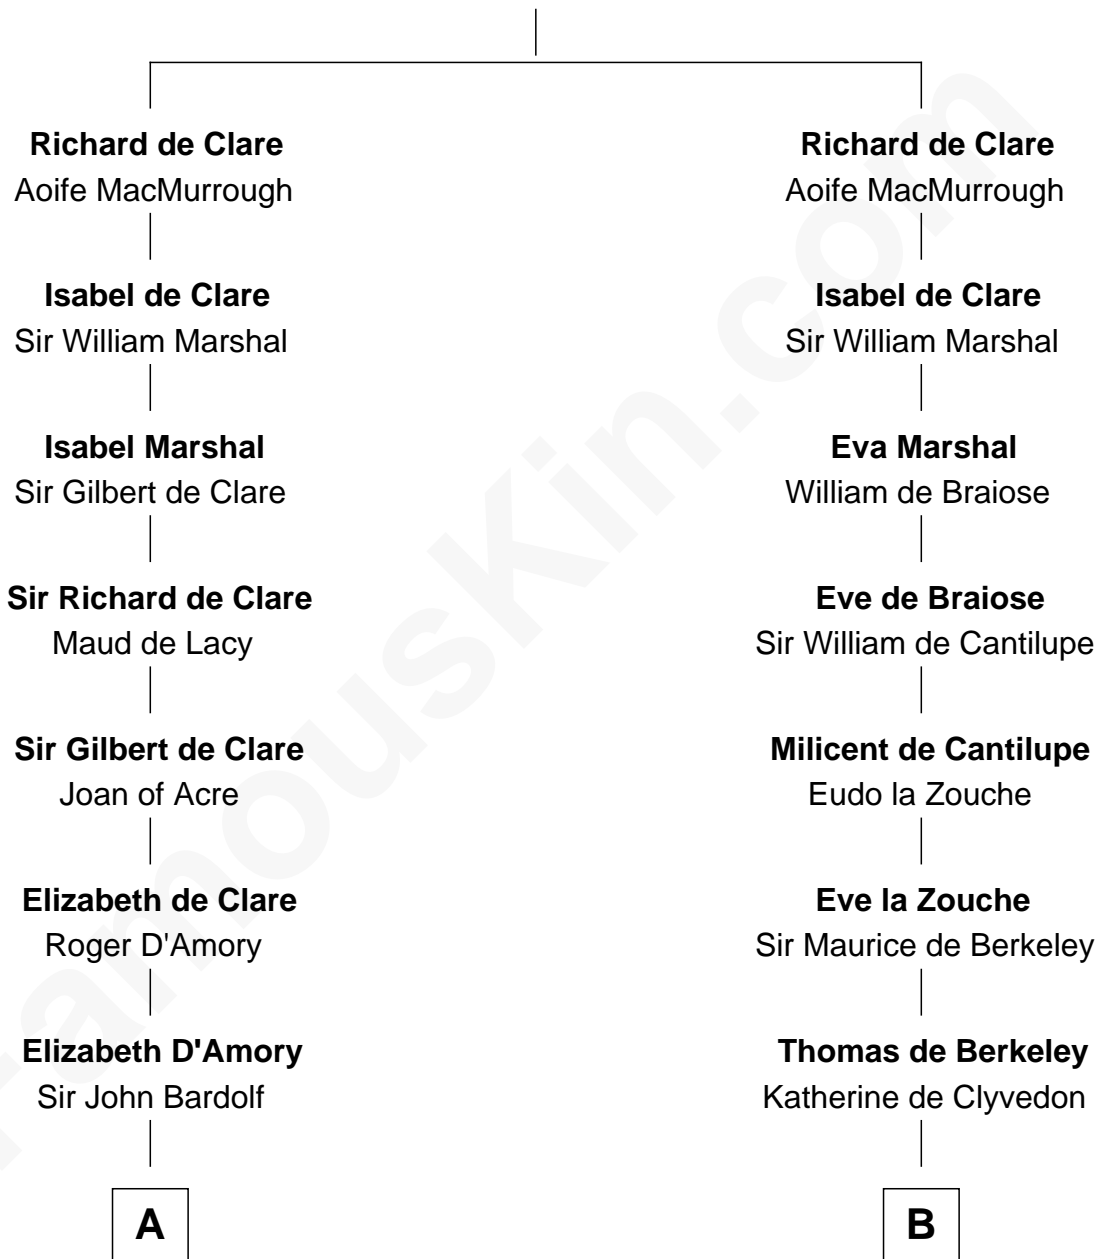 Richard de Clare
Aoife MacMurrough
Isabel de Clare
Sir William Marshal
Isabel Marshal
Sir Gilbert de Clare
Sir Richard de Clare
Maud de Lacy
Sir Gilbert de Clare
Joan of Acre
Elizabeth de Clare
Roger D'Amory
Elizabeth D'Amory
Sir John Bardolf
A
Richard de Clare
Aoife MacMurrough
Isabel de Clare
Sir William Marshal
Eva Marshal
William de Braiose
Eve de Braiose
Sir William de Cantilupe
Milicent de Cantilupe
Eudo la Zouche
Eve la Zouche
Sir Maurice de Berkeley
Thomas de Berkeley
Katherine de Clyvedon
B
FamousKin.com